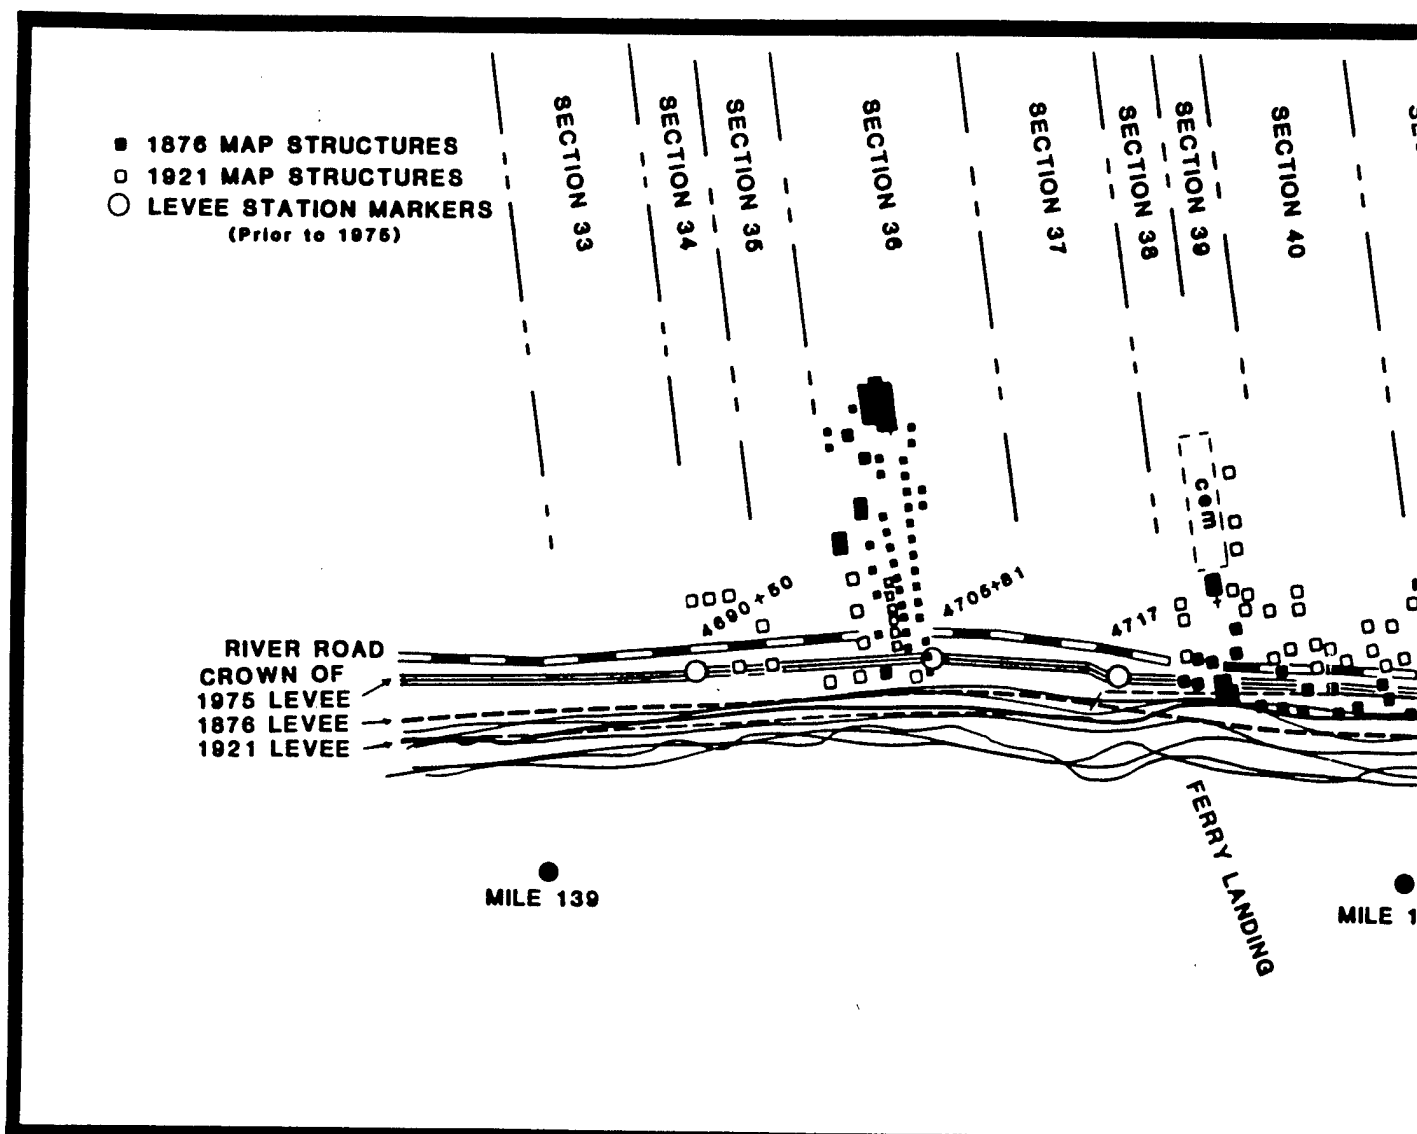 SECTION 33
SECTION 34
SECTION 35
SECTION 36
SECTION 37
SECTION 38
SECTION 39
SECTION 40
1876 MAP STRUCTURES
1921 MAP STRUCTURES
LEVEE STATION MARKERS
(Prior to 1975)
cem
4690+50
4705+81
4717
RIVER ROAD
CROWN OF
1975 LEVEE
1876 LEVEE
1921 LEVEE
FERRY LANDING
MILE 139
MILE 1